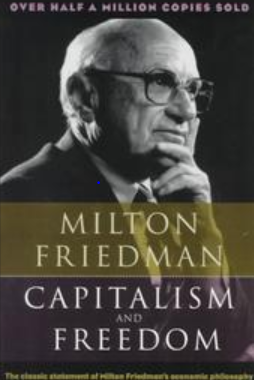 OVER HALF A MILLION COPIES SOLD
MILTON
FRIEDMAN
CAPITALISM
AND
FREEDOM
The classic statement of Milton Friedman's economic philosophy